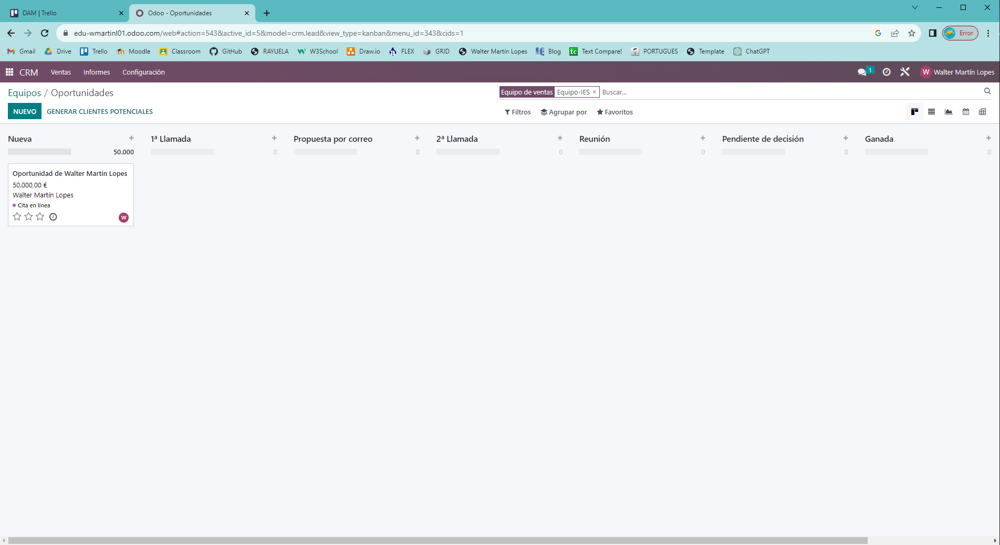 DAM | Trello
Odoo - Oportunidades
edu-wmartinl01.odoo.com/web#action=543&active_id=5&model=crm.lead&view_type=kanban&menu_id=343&cids=1
Error
Gmail Drive Trello Moodle Classroom GitHub RAYUELA W3School Draw.io FLEX GRID Walter Martín Lopes Blog Text Compare! PORTUGUES Template ChatGPT
CRM Ventas Informes Configuración
1
W Walter Martín Lopes
Equipos / Oportunidades
Equipo de ventas Equipo-IES × Buscar...
NUEVO GENERAR CLIENTES POTENCIALES
Filtros Agrupar por Favoritos
Nueva
50.000
1ª Llamada
0
Propuesta por correo
0
2ª Llamada
0
Reunión
0
Pendiente de decisión
0
Ganada
0
Oportunidad de Walter Martín Lopes
50.000,00 €
Walter Martín Lopes
Cita en línea
W